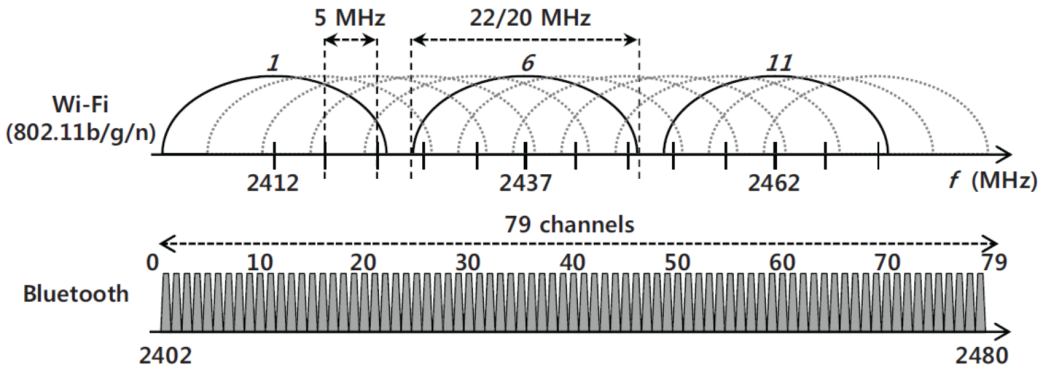 5 MHz 22/20 MHz
1 6 11
Wi-Fi
(802.11b/g/n)
2412 2437 2462 f (MHz)
79 channels
0 10 20 30 40 50 60 70 79
Bluetooth
2402 2480